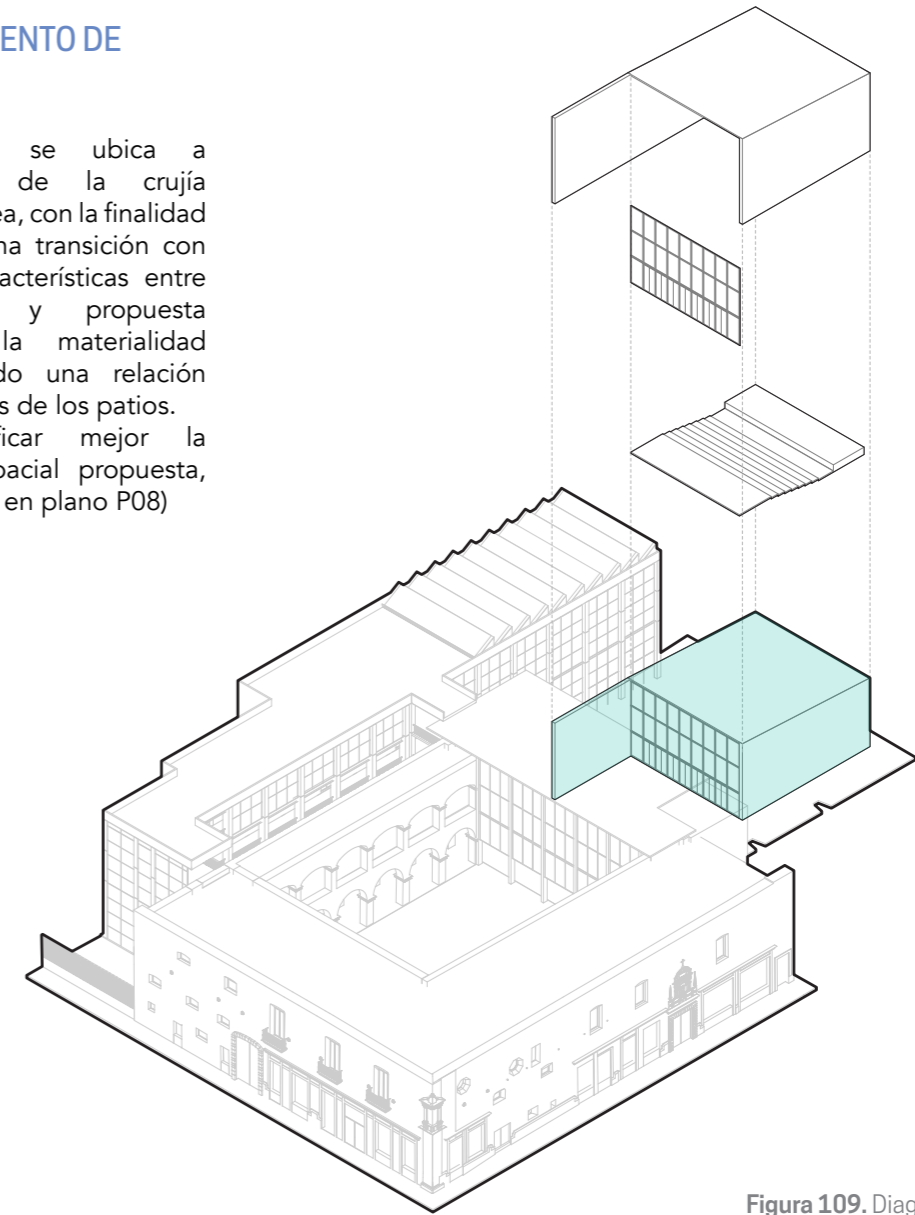 ENTO DE
se ubica a
de la crujía
ea, con la finalidad
na transición con
acterísticas entre
y propuesta
la materialidad
do una relación
s de los patios.
ficar mejor la
pacial propuesta,
en plano P08)
Figura 109. Diag